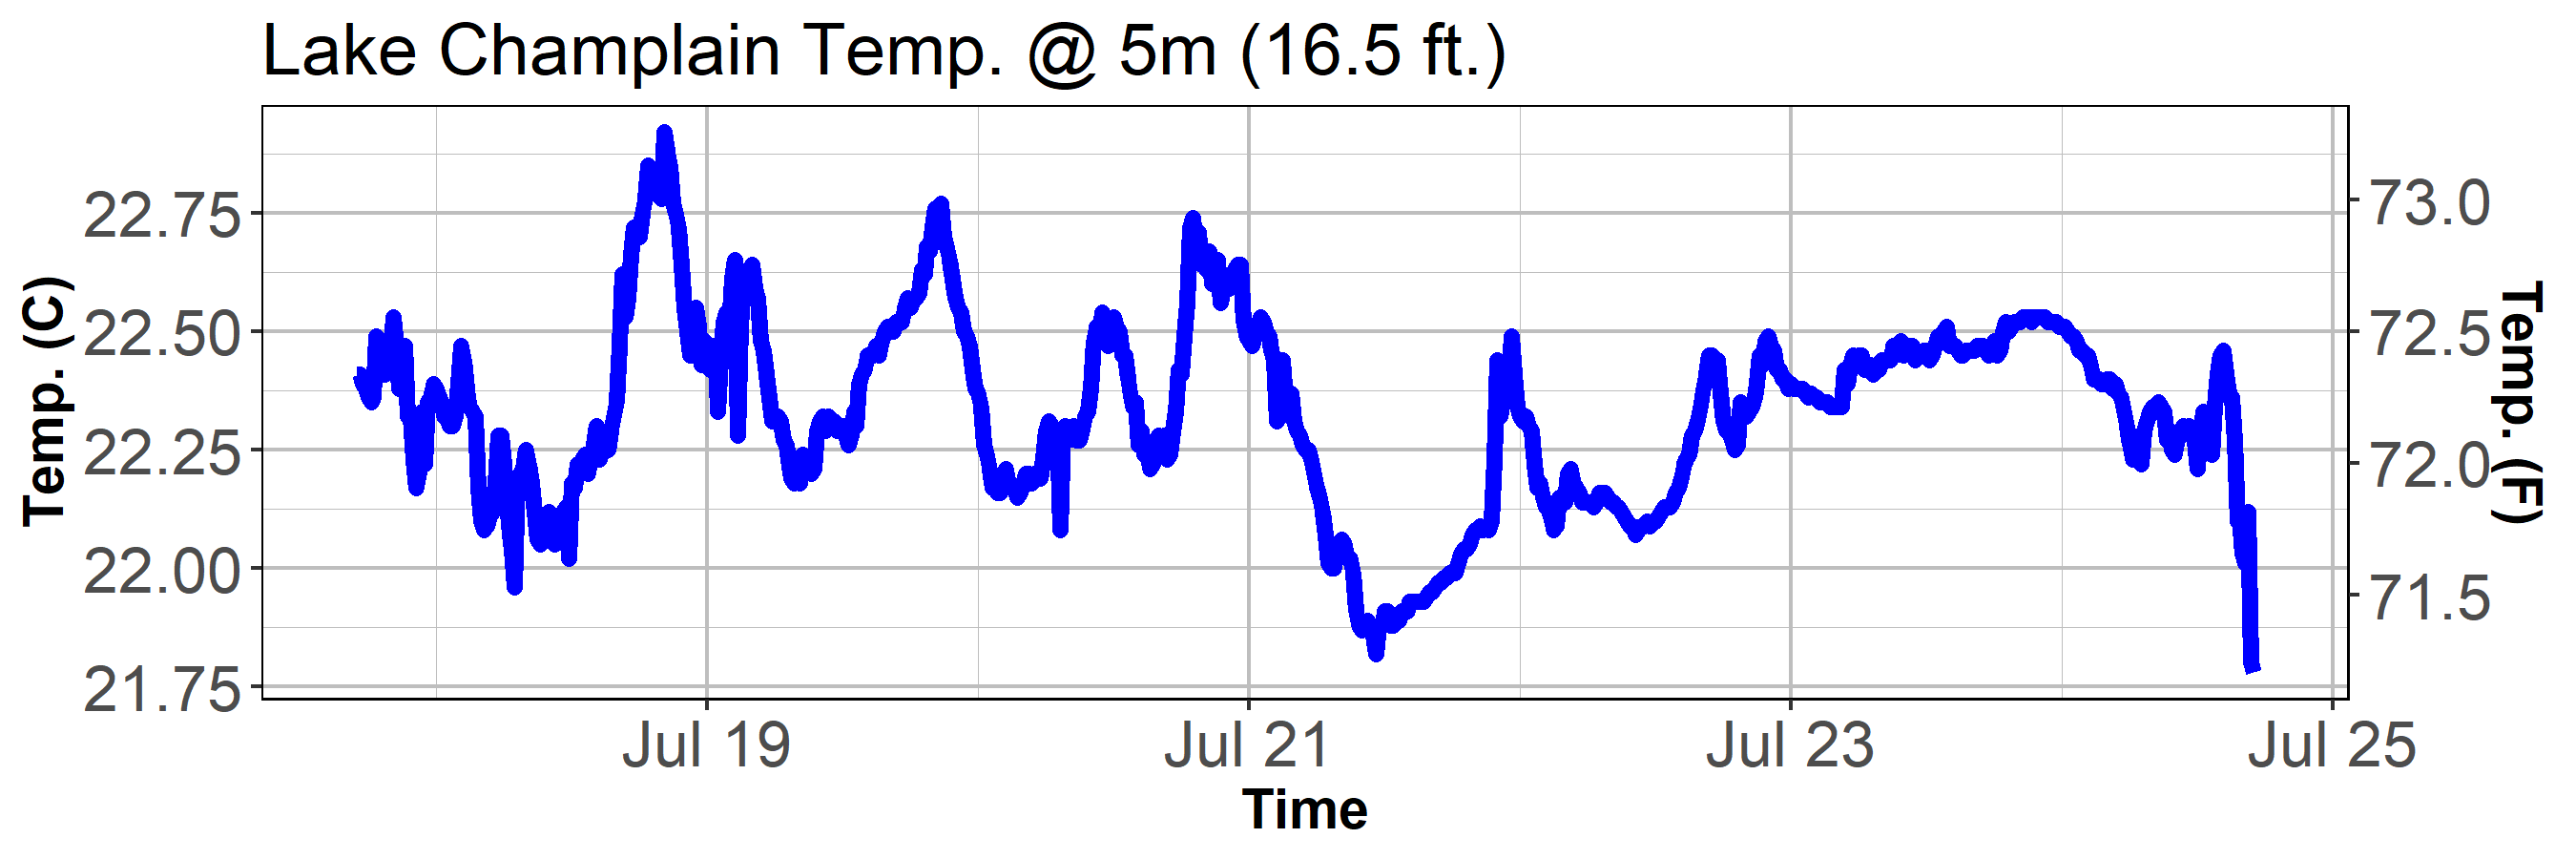 Lake Champlain Temp. @ 5m (16.5 ft.)
Temp. (C)
22.75
22.50
22.25
22.00
21.75
73.0
72.5
72.0
71.5
Temp. (F)
Jul 19
Jul 21
Jul 23
Jul 25
Time